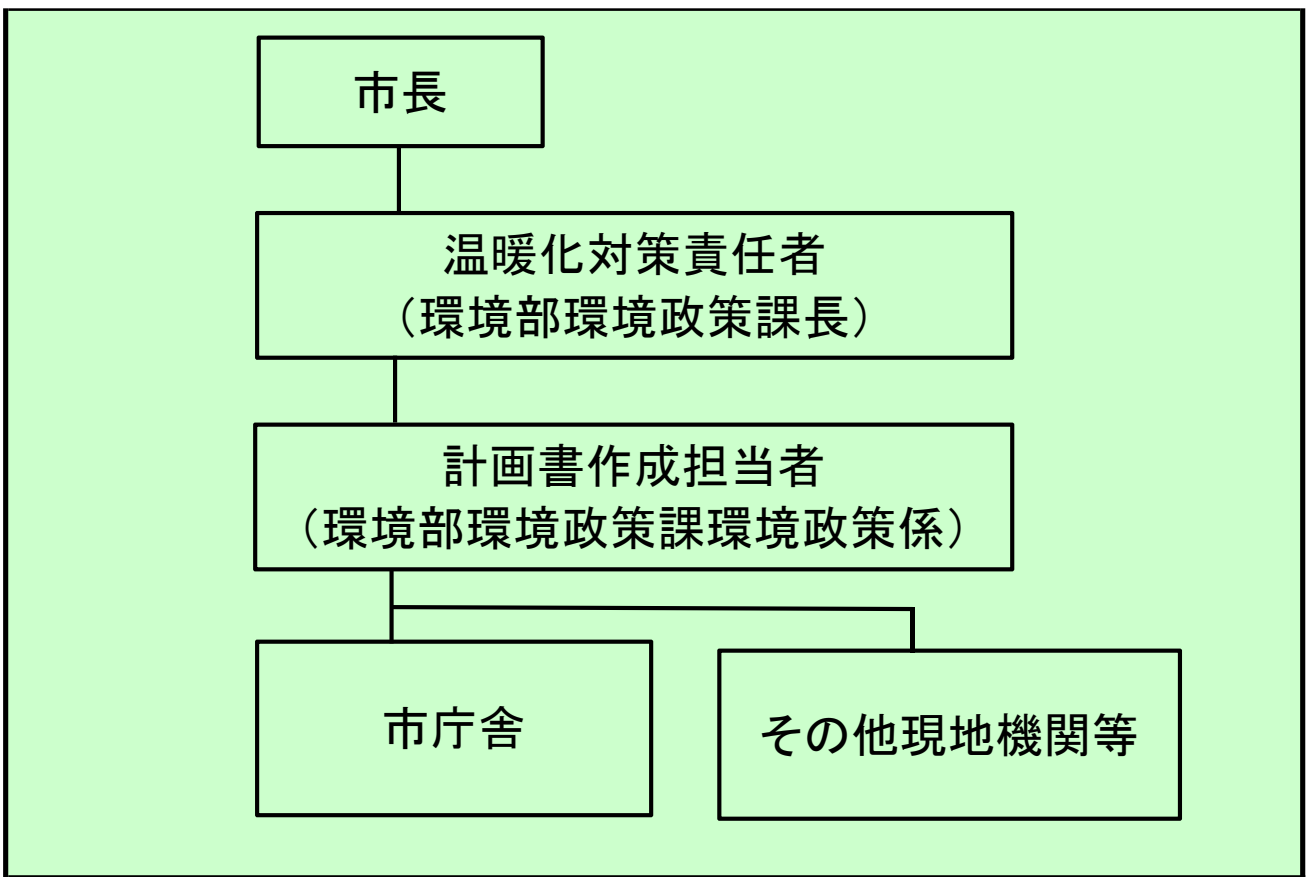 市長
温暖化対策責任者
（環境部環境政策課長）
計画書作成担当者
（環境部環境政策課環境政策係）
市庁舎
その他現地機関等